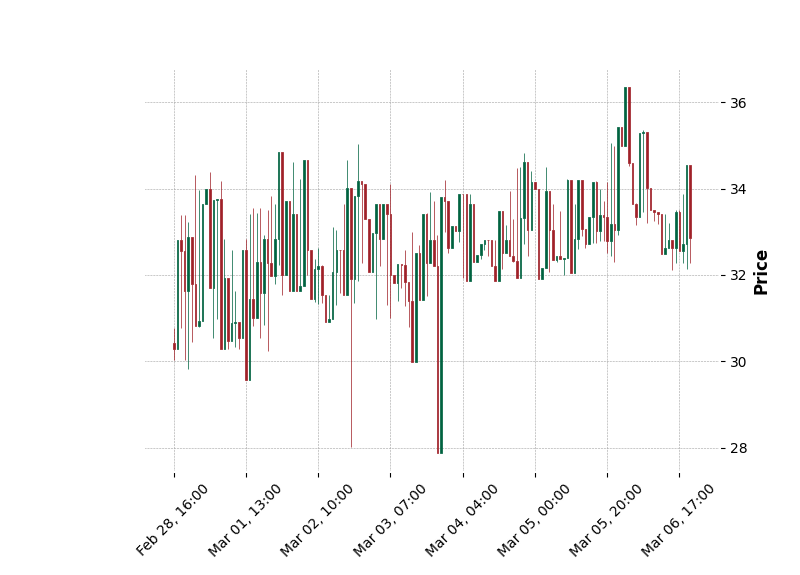 36
34
32
30
28
Price
Feb 28, 16:00
Mar 01, 13:00
Mar 02, 10:00
Mar 03, 07:00
Mar 04, 04:00
Mar 05, 00:00
Mar 05, 20:00
Mar 06, 17:00